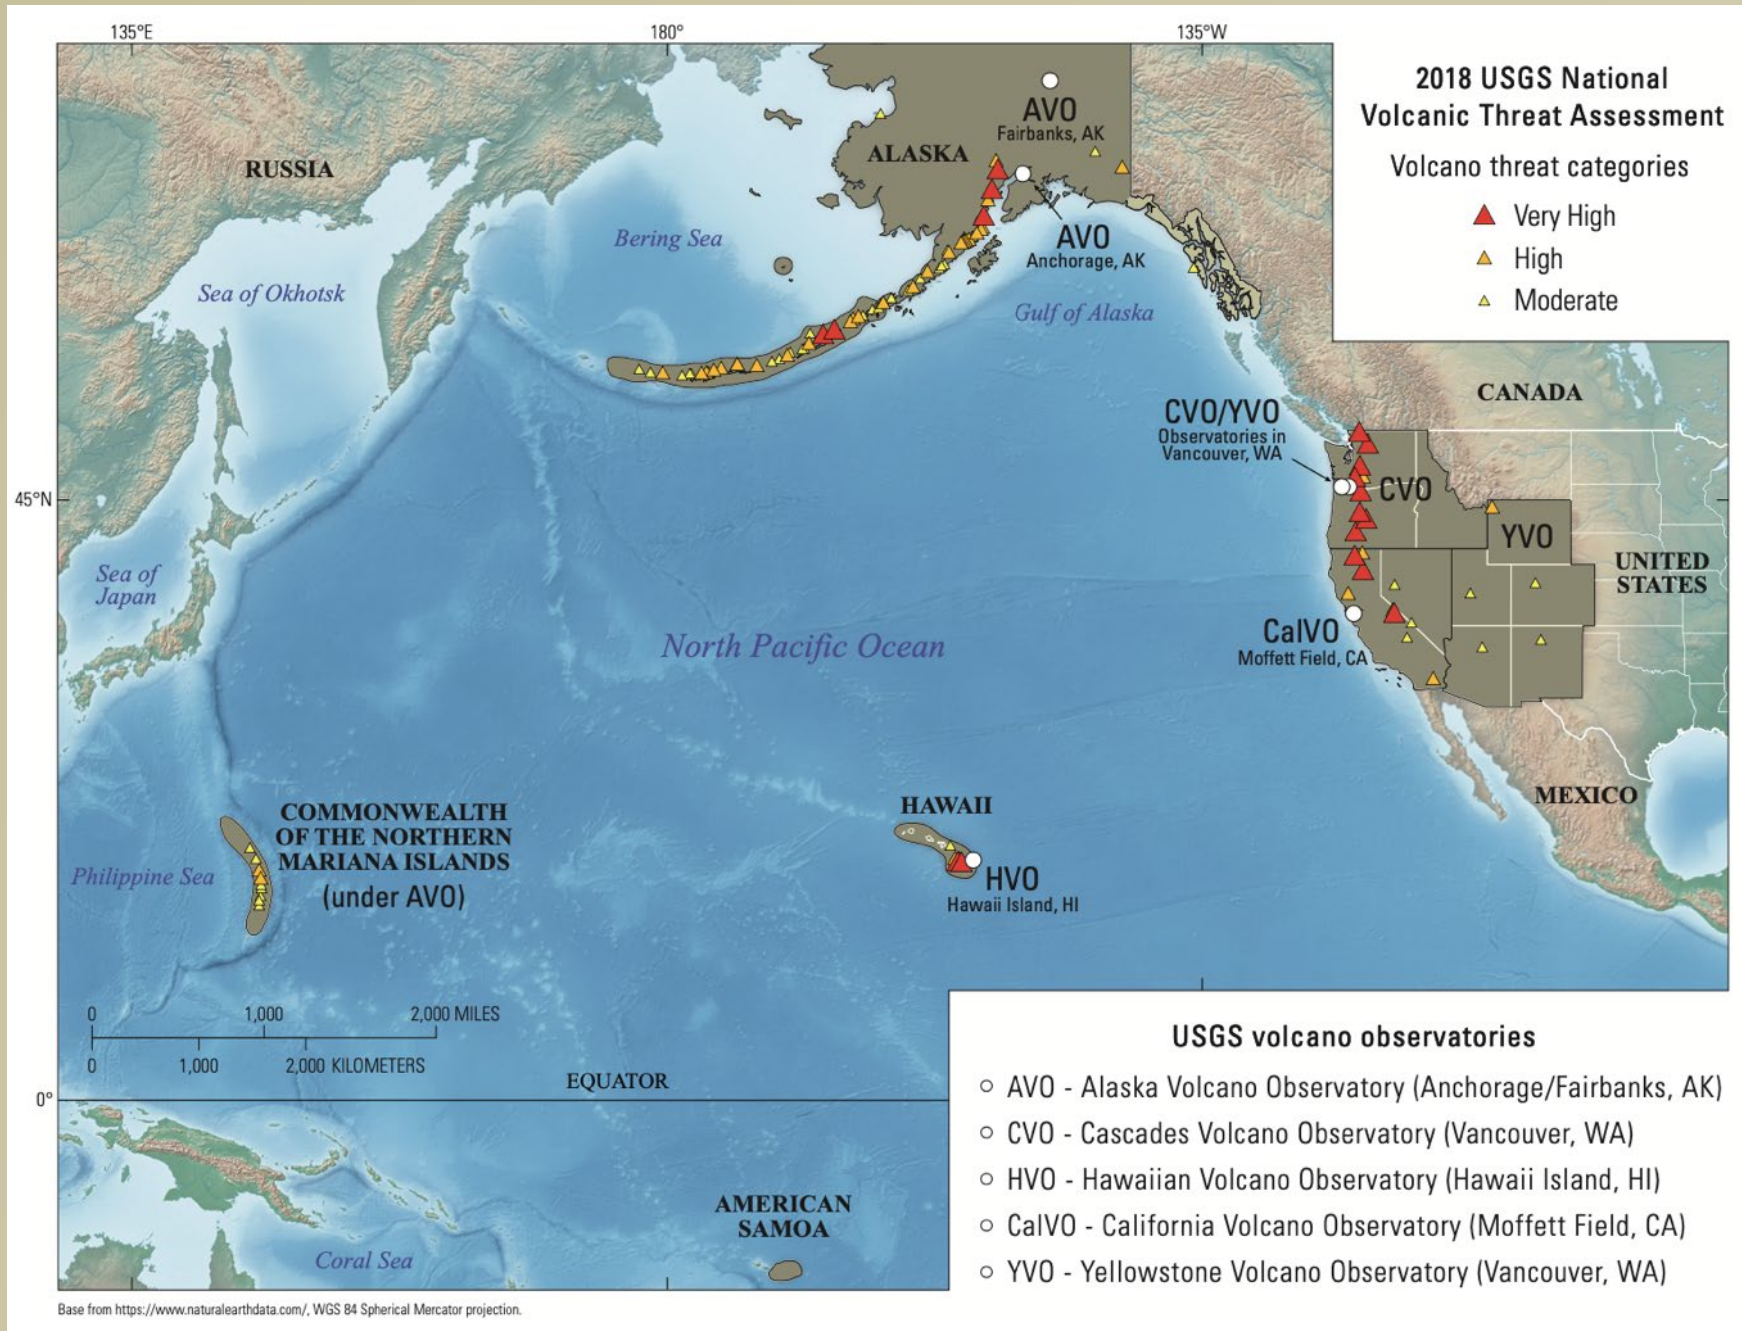 135°E
180°
135°W
2018 USGS National
Volcanic Threat Assessment
Volcano threat categories
Very High
High
Moderate
AVO
Fairbanks, AK
ALASKA
RUSSIA
Bering Sea
AVO
Anchorage, AK
Sea of Okhotsk
Gulf of Alaska
CANADA
CVO/YVO
Observatories in
Vancouver, WA
CVO
45°N
YVO
UNITED
STATES
Sea of
Japan
CalVO
Moffett Field, CA
North Pacific Ocean
MEXICO
HAWAII
COMMONWEALTH
OF THE NORTHERN
MARIANA ISLANDS
(under AVO)
Philippine Sea
HVO
Hawaii Island, HI
0 1,000 2,000 MILES
0 1,000 2,000 KILOMETERS
EQUATOR
0°
USGS volcano observatories
AVO - Alaska Volcano Observatory (Anchorage/Fairbanks, AK)
CVO - Cascades Volcano Observatory (Vancouver, WA)
HVO - Hawaiian Volcano Observatory (Hawaii Island, HI)
CalVO - California Volcano Observatory (Moffett Field, CA)
YVO - Yellowstone Volcano Observatory (Vancouver, WA)
AMERICAN
SAMOA
Coral Sea
Base from https://www.naturalearthdata.com/, WGS 84 Spherical Mercator projection.